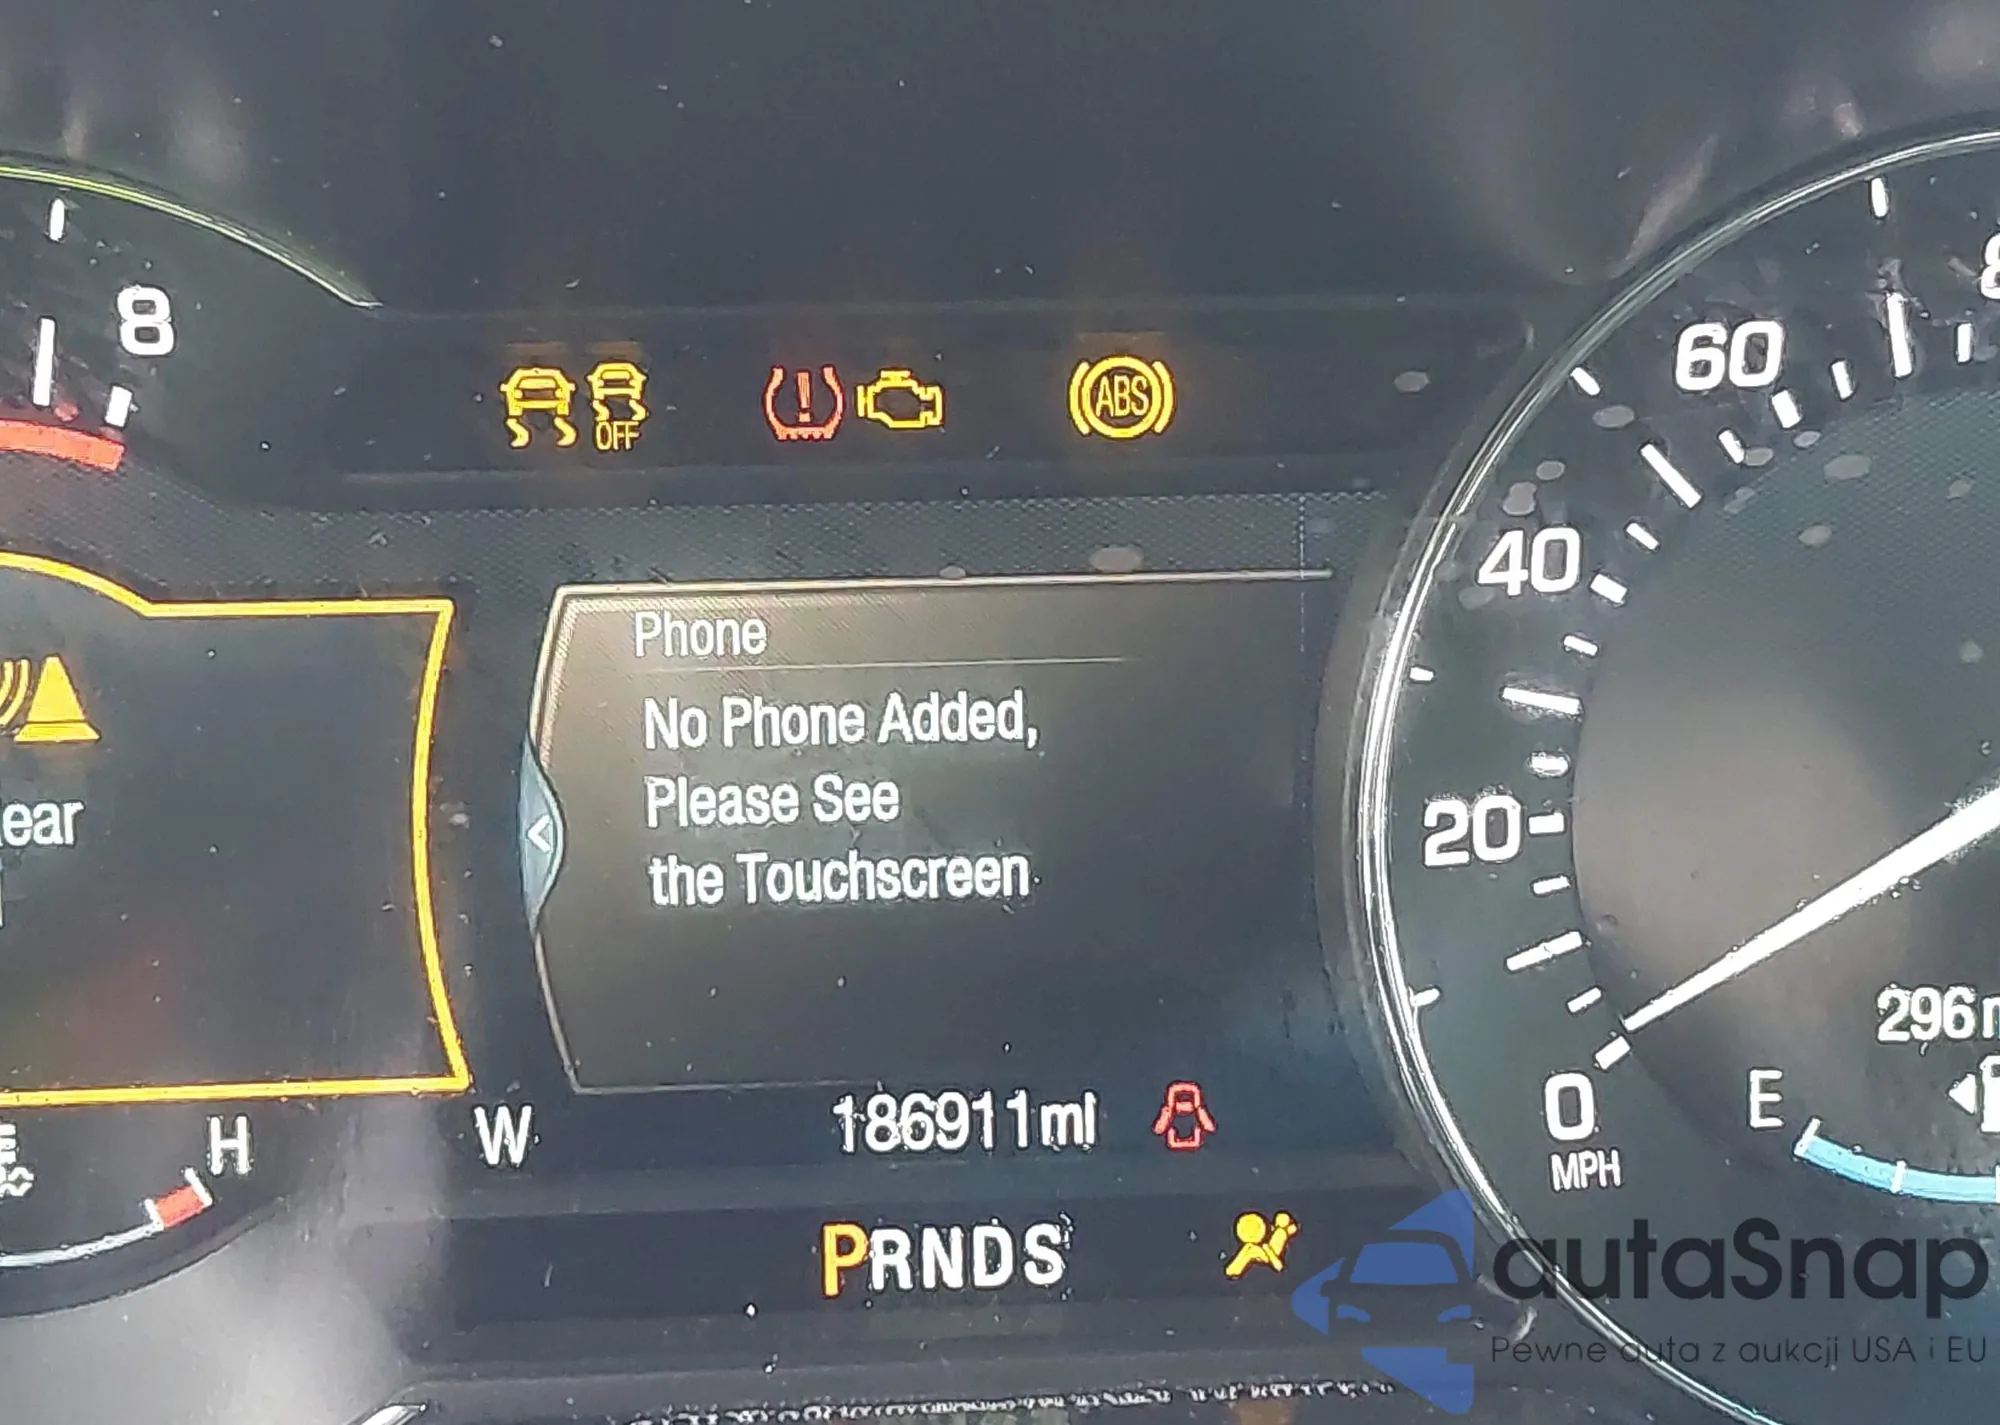 8
OFF
ABS
60
40
20
0
MPH
Phone
No Phone Added,
Please See
the Touchscreen
H
W
186911mi
PRNDS
E
autaSnap
Pewne auta z aukcji USA i EU